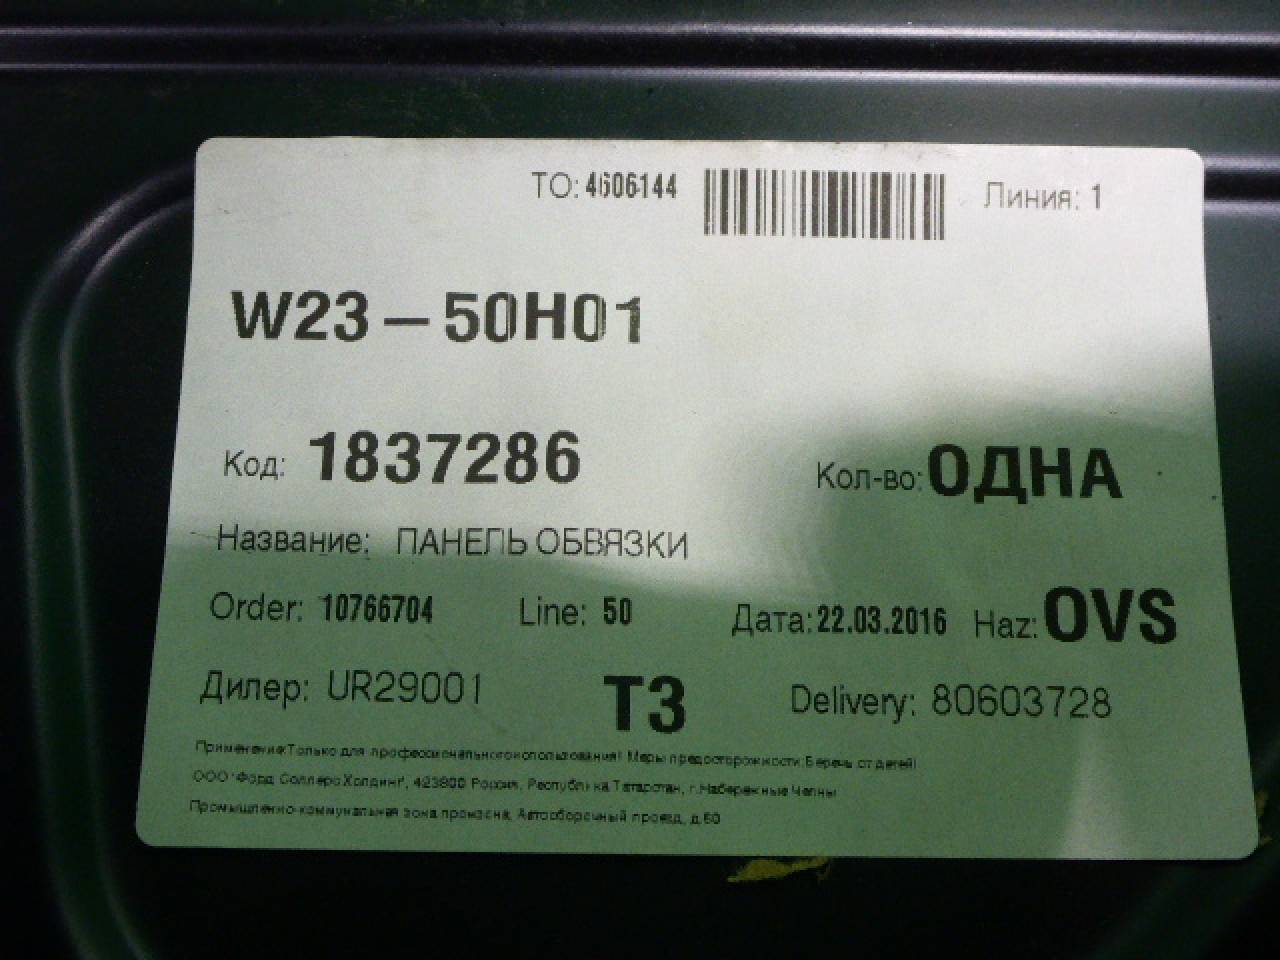 ТО: 4606144 Линия: 1
W23 – 50H01
Код: 1837286 Кол-во: ОДНА
Название: ПАНЕЛЬ ОБВЯЗКИ
Order: 10766704 Line: 50 Дата: 22.03.2016 Haz: OVS
Дилер: UR29001 T3 Delivery: 80603728
Применение:Только для профессионального использования! Меры предосторожности:Беречь от детей!
ООО "Форд Соллерс Холдинг", 423800 Россия, Республика Татарстан, г.Набережные Челны
Промышленно-коммунальная зона промзона, Автосборочный проезд, д.60